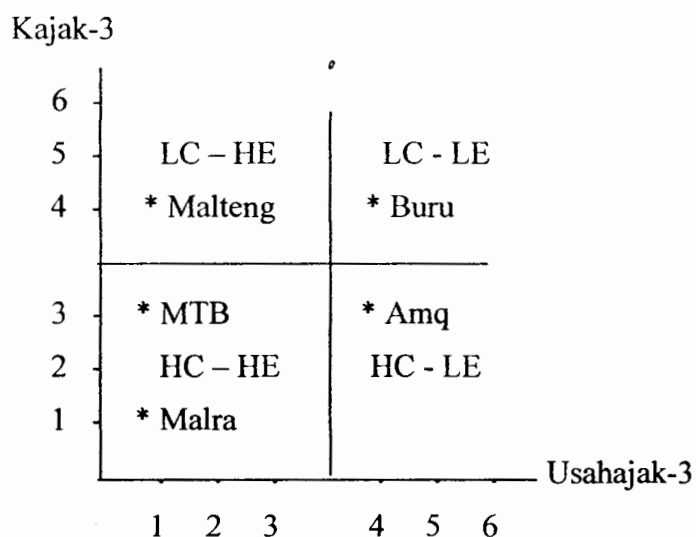 Kajak-3
6
5 LC – HE LC - LE
4 * Malteng * Buru
3 * MTB * Amq
2 HC – HE HC - LE
1 * Malra
Usahajak-3
1 2 3 4 5 6